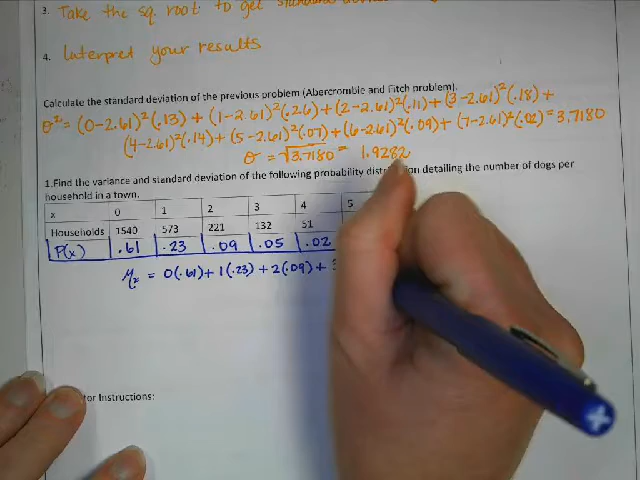 3. Take the sq. root to get
4. Interpret your results
Calculate the standard deviation of the previous problem (Abercrombie and Fitch problem).
σ² = (0-2.61)²(.13) + (1-2.61)²(.26) + (2-2.61)²(.11) + (3-2.61)²(.18) +
(4-2.61)²(.14) + (5-2.61)²(.07) + (6-2.61)²(.09) + (7-2.61)²(.02) = 3.7180
σ = √3.7180 = 1.9282
1.Find the variance and standard deviation of the following probability detailing the number of dogs per
household in a town.
x 0 1 2 3 4 5
Households 1540 573 221 132 51
P(x) .61 .23 .09 .05 .02
μx = 0(.61) + 1(.23) + 2(.09) + 3
tor Instructions: